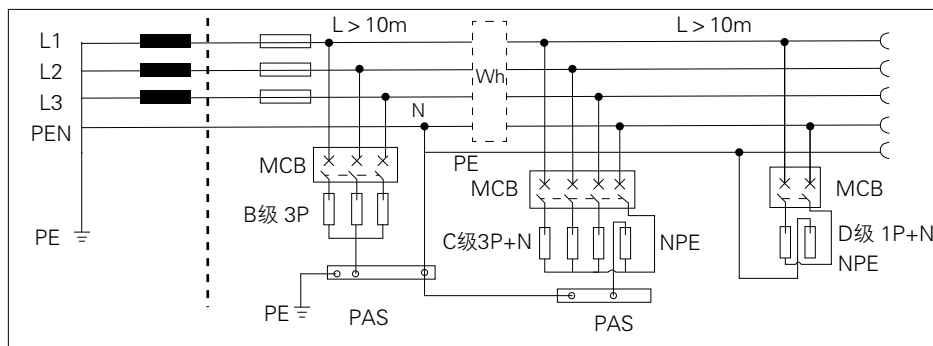 L > 10m
L > 10m
L1
L2
Wh
L3
N
PEN
PE
MCB
MCB
MCB
B级 3P
PE
C级3P+N
NPE
D级 1P+N
NPE
PE
PAS
PAS